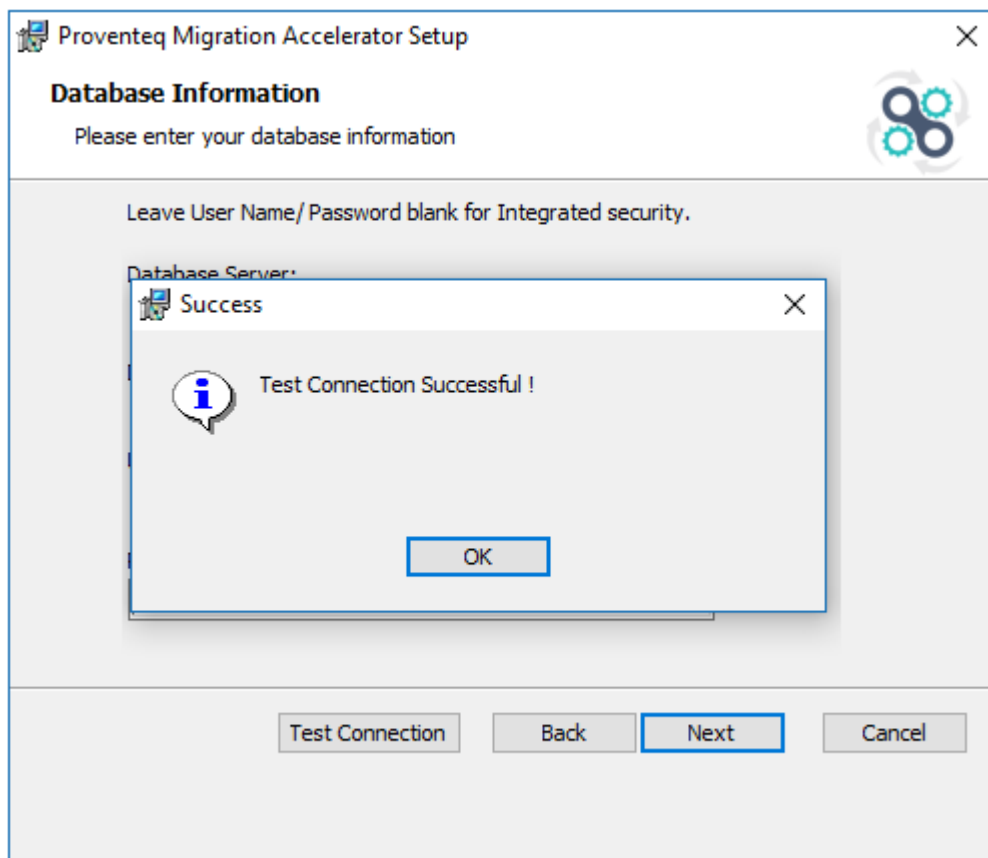 Proventeq Migration Accelerator Setup
Database Information
Please enter your database information
Leave User Name/ Password blank for Integrated security.
Database Server:
Success
Test Connection Successful !
OK
Test Connection
Back
Next
Cancel